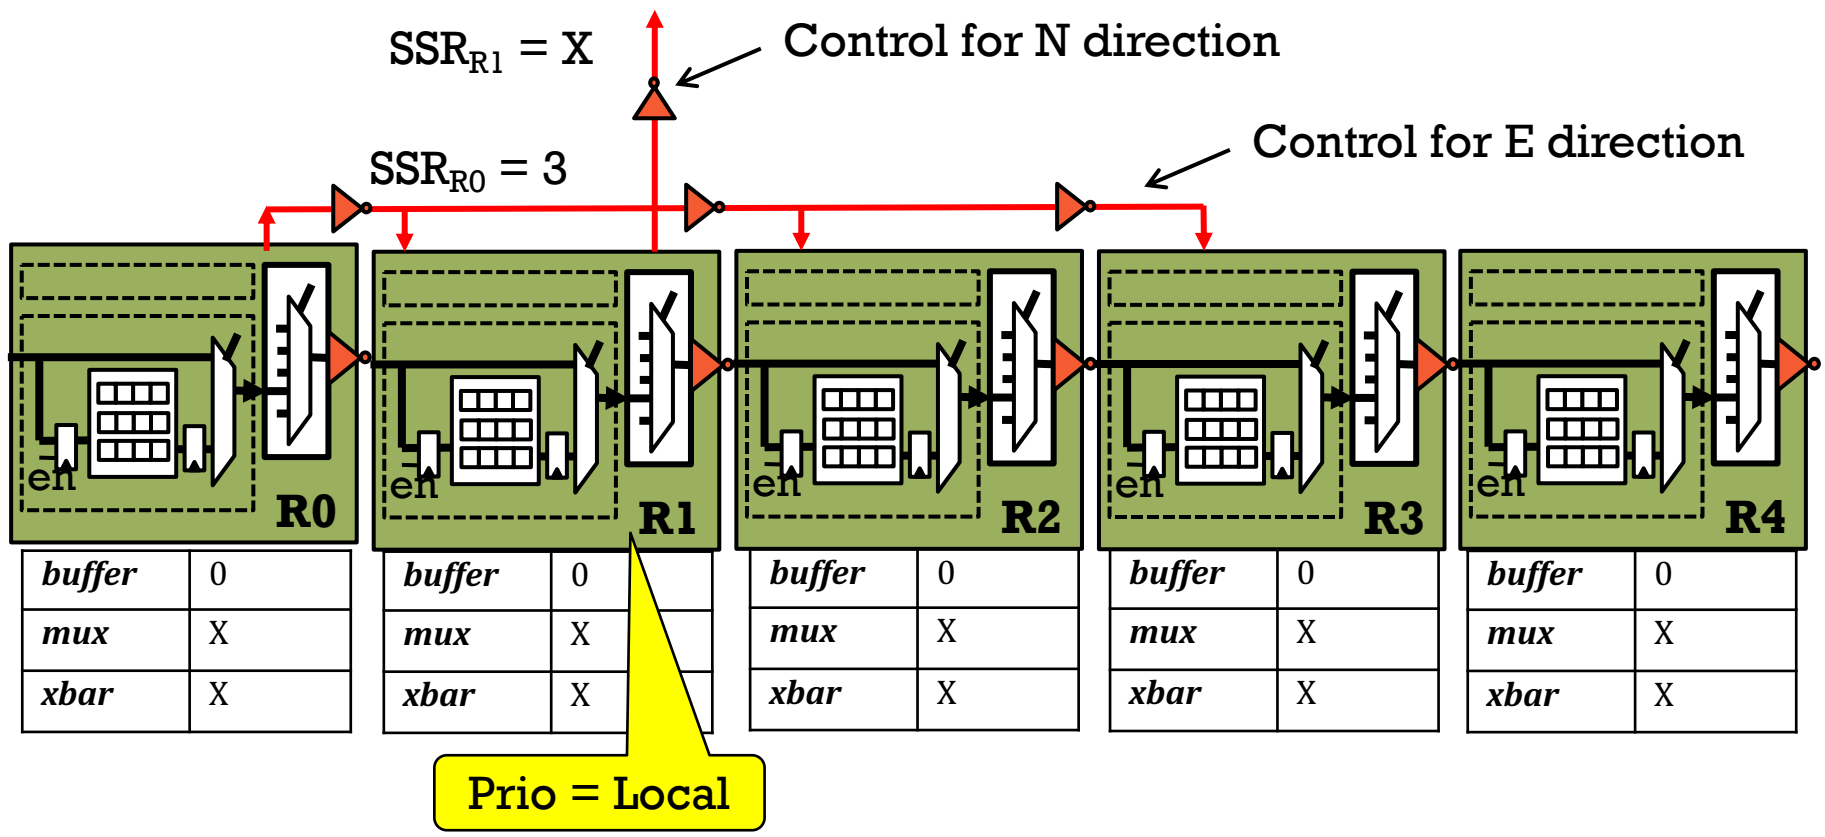 SSR_R1 = X
Control for N direction
SSR_R0 = 3
Control for E direction
en
R0
en
R1
en
R2
en
R3
en
R4
buffer 0
mux X
xbar X
buffer 0
mux X
xbar X
buffer 0
mux X
xbar X
buffer 0
mux X
xbar X
buffer 0
mux X
xbar X
Prio = Local